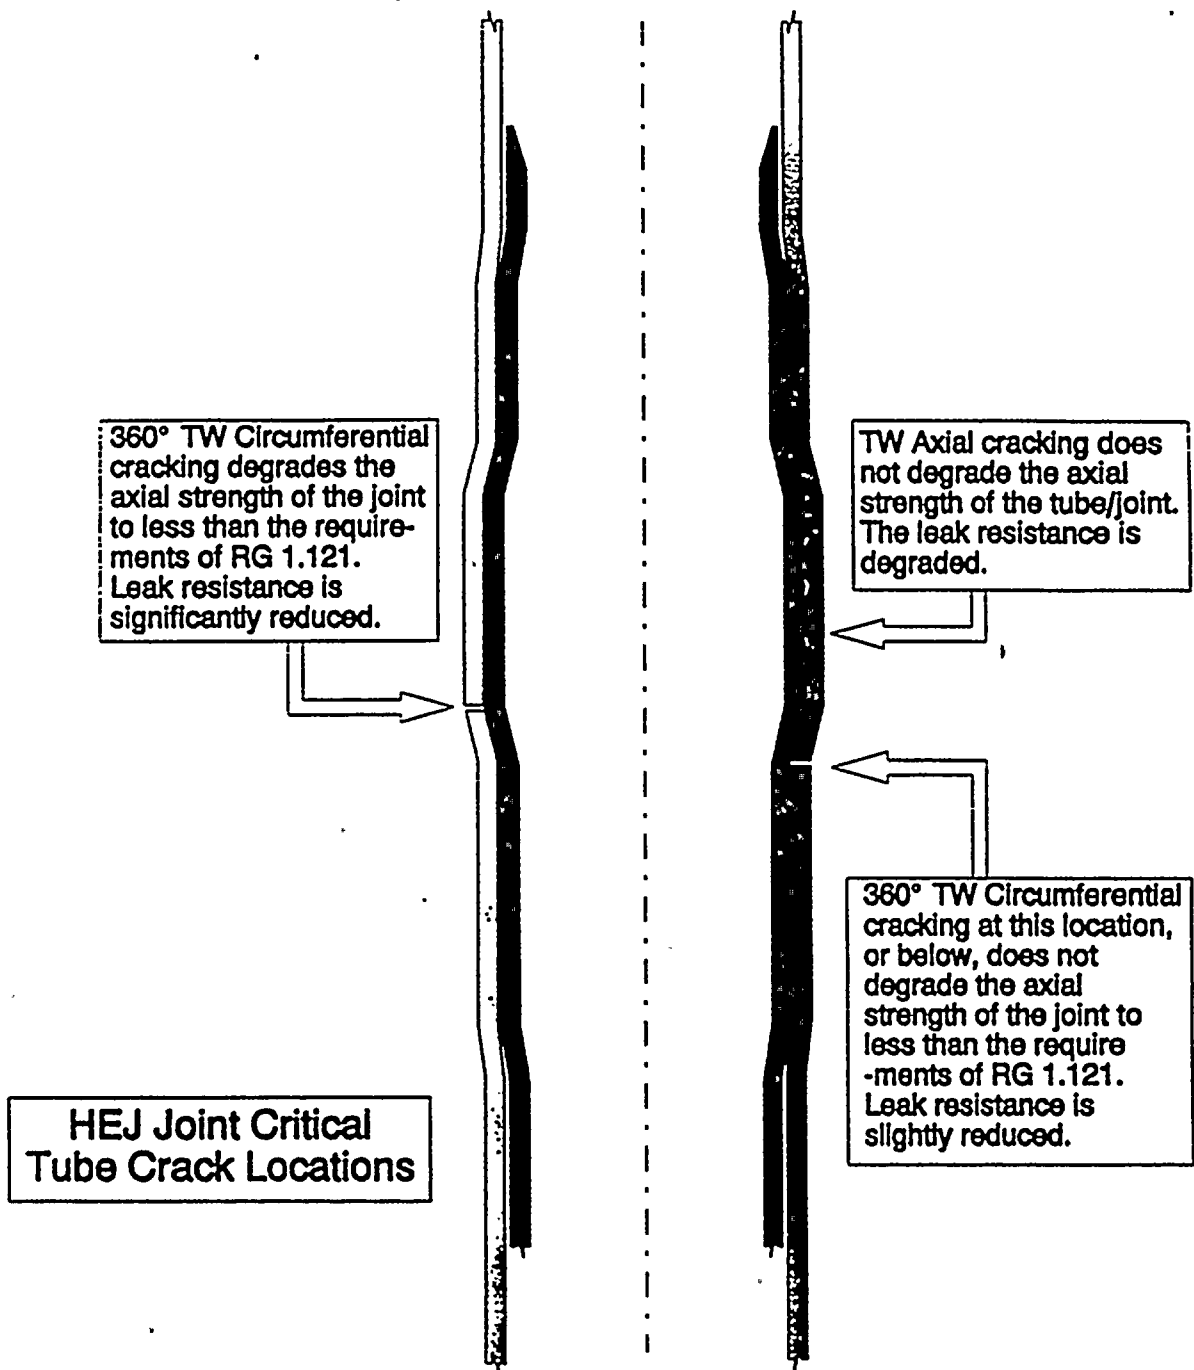 360° TW Circumferential
cracking degrades the
axial strength of the joint
to less than the require-
ments of RG 1.121.
Leak resistance is
significantly reduced.
TW Axial cracking does
not degrade the axial
strength of the tube/joint.
The leak resistance is
degraded.
360° TW Circumferential
cracking at this location,
or below, does not
degrade the axial
strength of the joint to
less than the require
-ments of RG 1.121.
Leak resistance is
slightly reduced.
HEJ Joint Critical
Tube Crack Locations